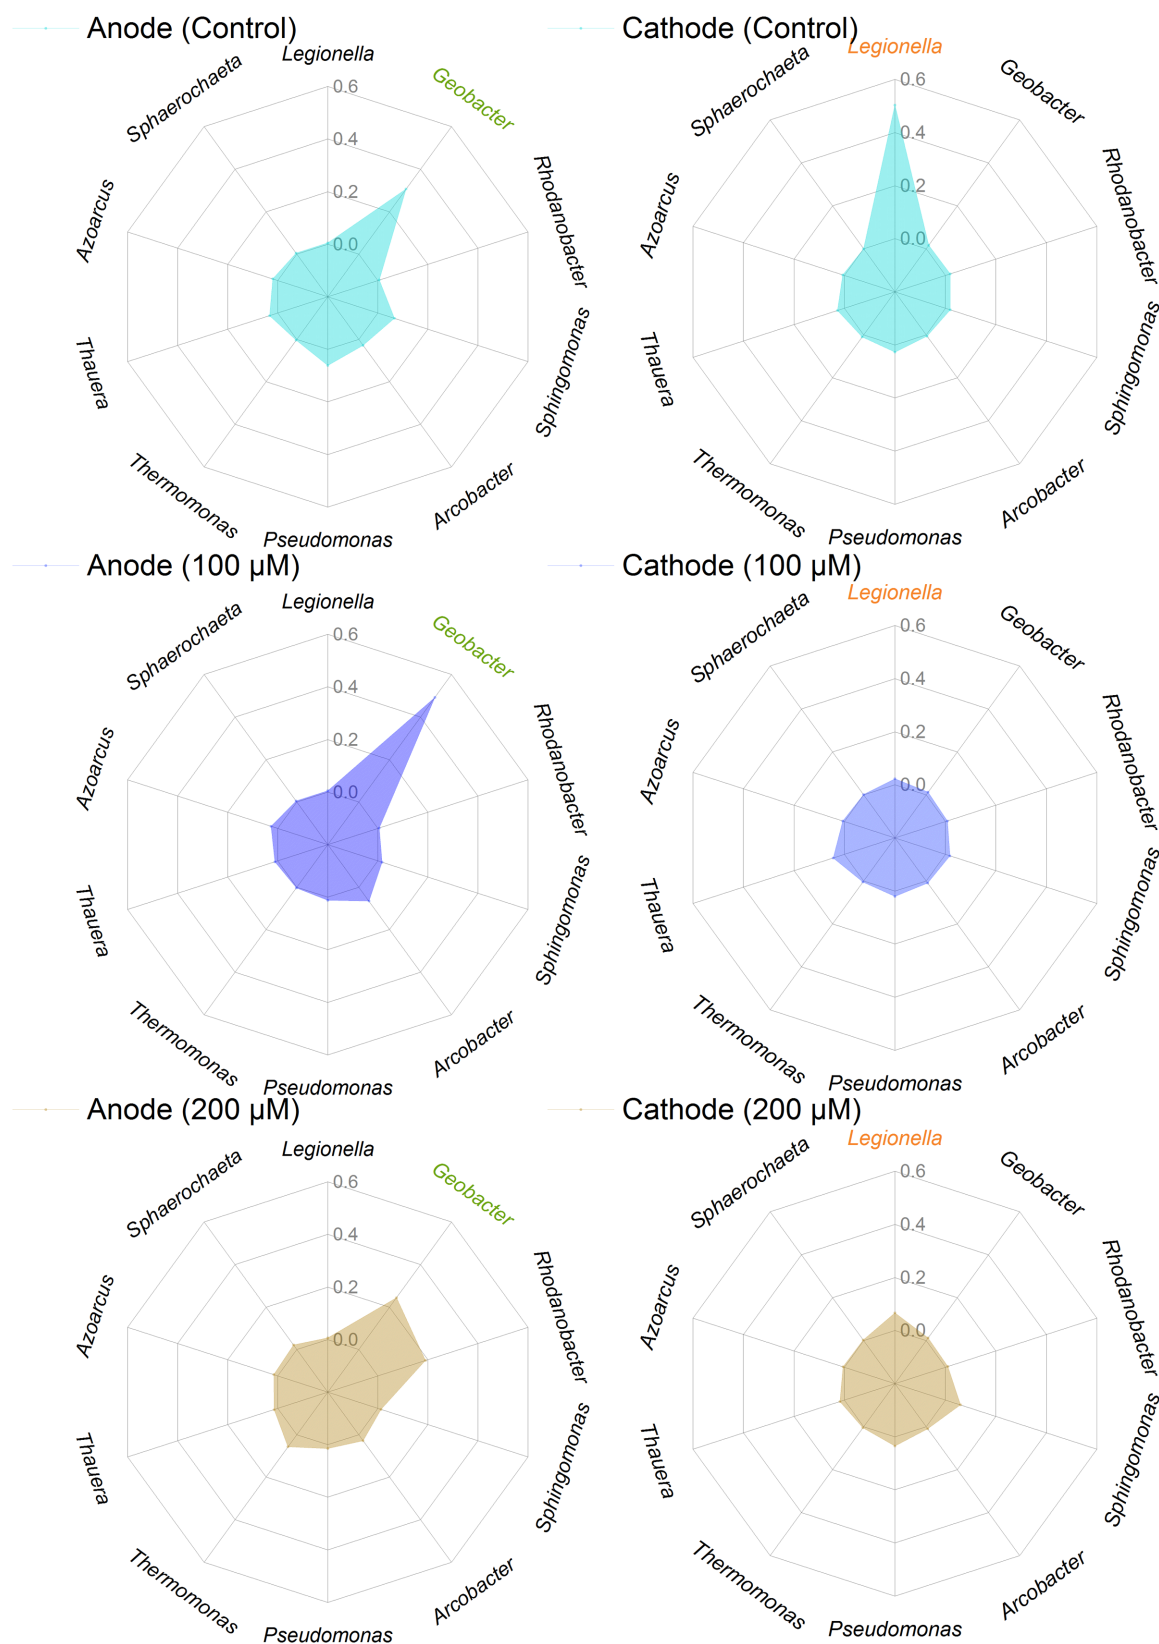 Anode (Control)
Legionella
Geobacter
Rhodanobacter
Sphingomonas
Arcobacter
Pseudomonas
Thermomonas
Thauera
Azoarcus
Sphaerochaeta
0.6
0.4
0.2
0.0
Cathode (Control)
Legionella
Geobacter
Rhodanobacter
Sphingomonas
Arcobacter
Pseudomonas
Thermomonas
Thauera
Azoarcus
Sphaerochaeta
0.6
0.4
0.2
0.0
Anode (100 µM)
Legionella
Geobacter
Rhodanobacter
Sphingomonas
Arcobacter
Pseudomonas
Thermomonas
Thauera
Azoarcus
Sphaerochaeta
0.6
0.4
0.2
0.0
Cathode (100 µM)
Legionella
Geobacter
Rhodanobacter
Sphingomonas
Arcobacter
Pseudomonas
Thermomonas
Thauera
Azoarcus
Sphaerochaeta
0.6
0.4
0.2
0.0
Anode (200 µM)
Legionella
Geobacter
Rhodanobacter
Sphingomonas
Arcobacter
Pseudomonas
Thermomonas
Thauera
Azoarcus
Sphaerochaeta
0.6
0.4
0.2
0.0
Cathode (200 µM)
Legionella
Geobacter
Rhodanobacter
Sphingomonas
Arcobacter
Pseudomonas
Thermomonas
Thauera
Azoarcus
Sphaerochaeta
0.6
0.4
0.2
0.0